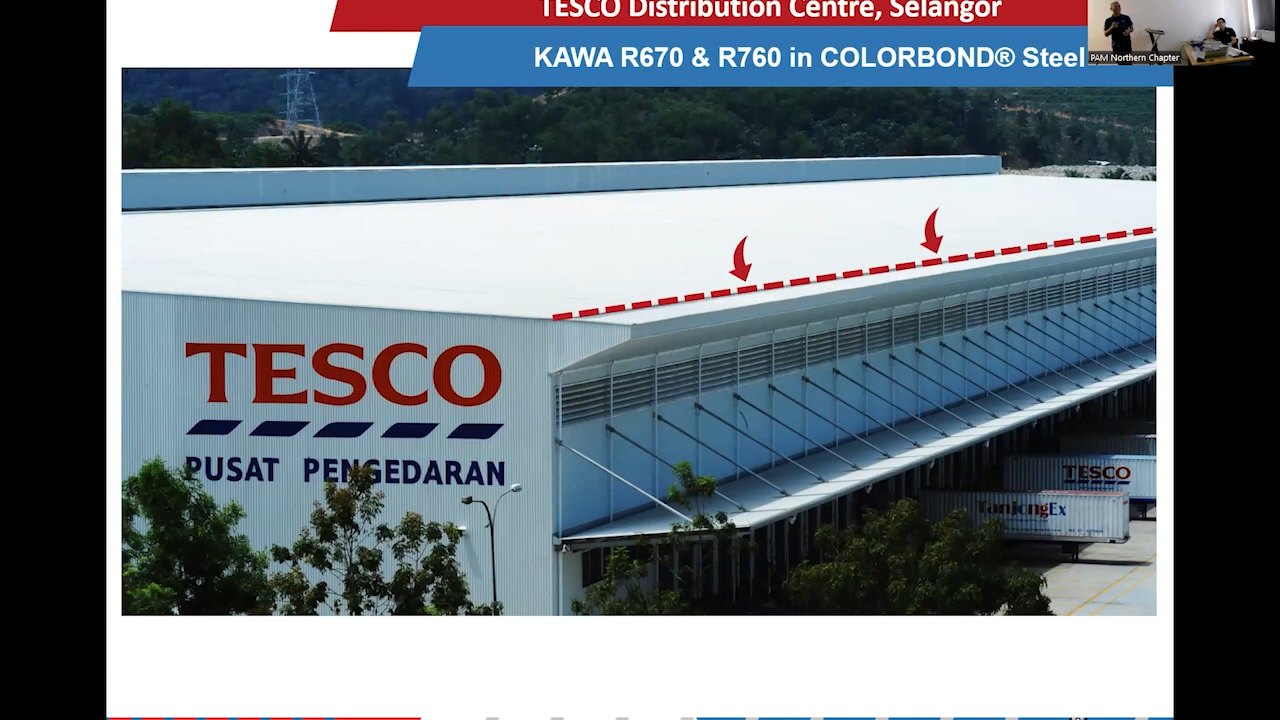 TESCO Distribution Centre, Selangor
KAWA R670 & R760 in COLORBOND® Steel
PAM Northern Chapter
TESCO
PUSAT PENGEDARAN
TESCO
TanjongEx